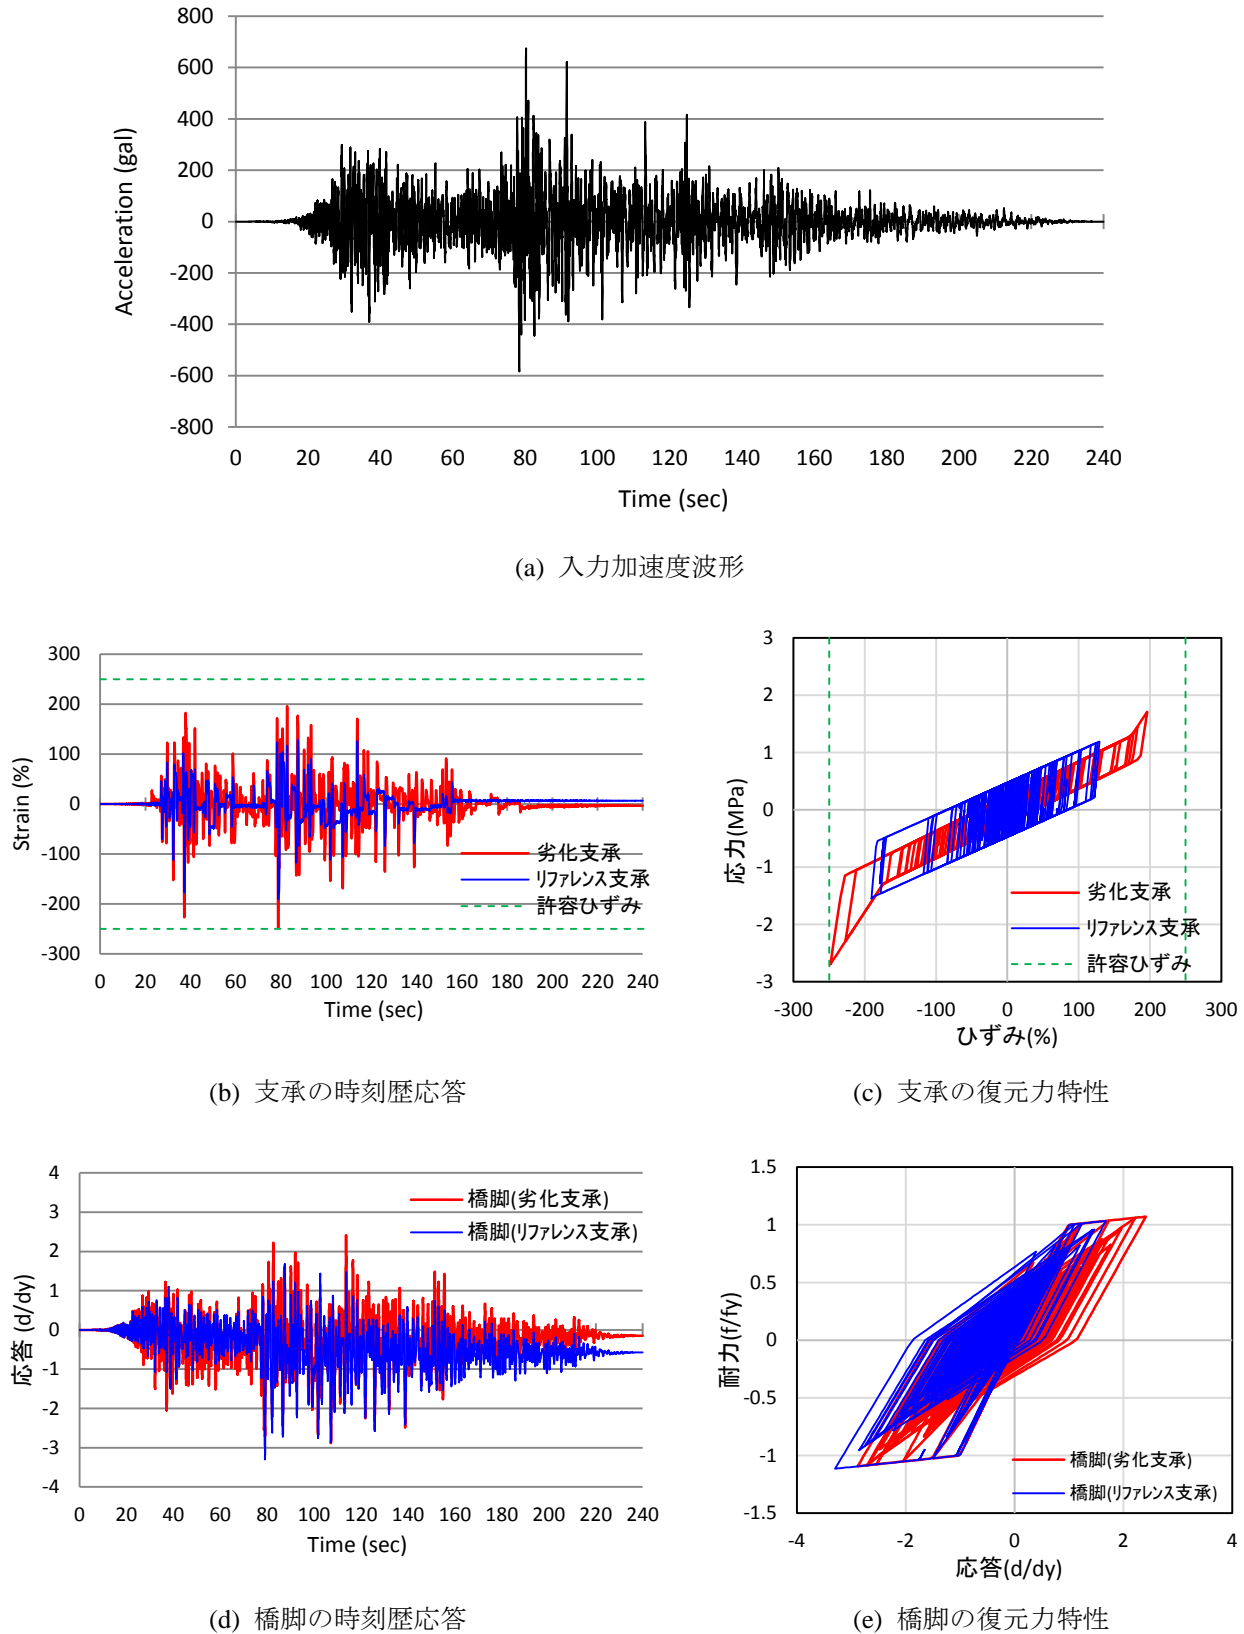 800
600
400
200
0
-200
-400
-600
-800
Acceleration (gal)
0 20 40 60 80 100 120 140 160 180 200 220 240
Time (sec)
(a) 入力加速度波形
300
200
100
0
-100
-200
-300
Strain (%)
劣化支承
リファレンス支承
許容ひずみ
0 20 40 60 80 100 120 140 160 180 200 220 240
Time (sec)
(b) 支承の時刻歴応答
3
2
1
0
-1
-2
-3
応力(MPa)
劣化支承
リファレンス支承
許容ひずみ
-300 -200 -100 0 100 200 300
ひずみ(%)
(c) 支承の復元力特性
4
3
2
1
0
-1
-2
-3
-4
応答 (d/dy)
橋脚(劣化支承)
橋脚(リファレンス支承)
0 20 40 60 80 100 120 140 160 180 200 220 240
Time (sec)
(d) 橋脚の時刻歴応答
1.5
1
0.5
0
-0.5
-1
-1.5
耐力(f/fy)
橋脚(劣化支承)
橋脚(リファレンス支承)
-4 -2 0 2 4
応答(d/dy)
(e) 橋脚の復元力特性